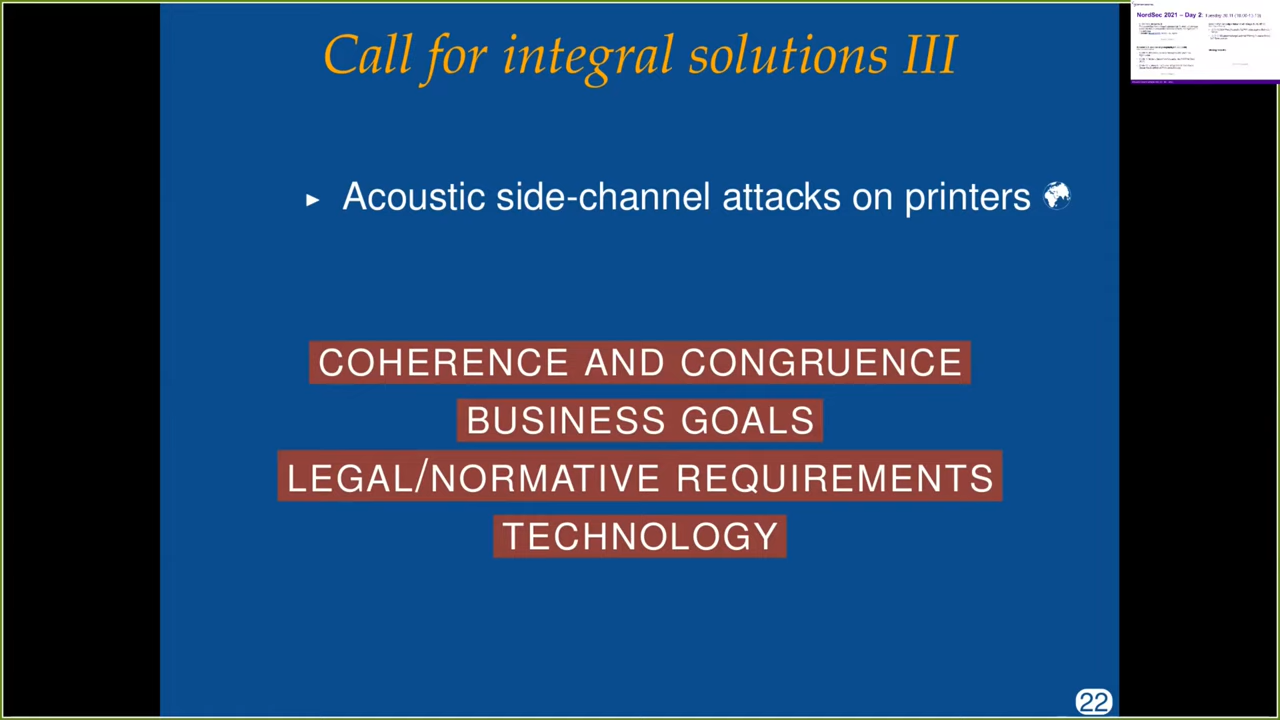 Call for integral solutions III
► Acoustic side-channel attacks on printers
COHERENCE AND CONGRUENCE
BUSINESS GOALS
LEGAL/NORMATIVE REQUIREMENTS
TECHNOLOGY
22
NordSec 2021 – Day 2: